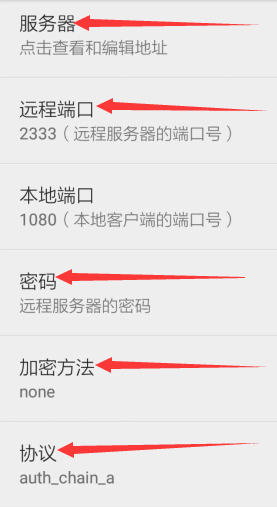 服务器
点击查看和编辑地址
远程端口
2333（远程服务器的端口号）
本地端口
1080（本地客户端的端口号）
密码
远程服务器的密码
加密方法
none
协议
auth_chain_a